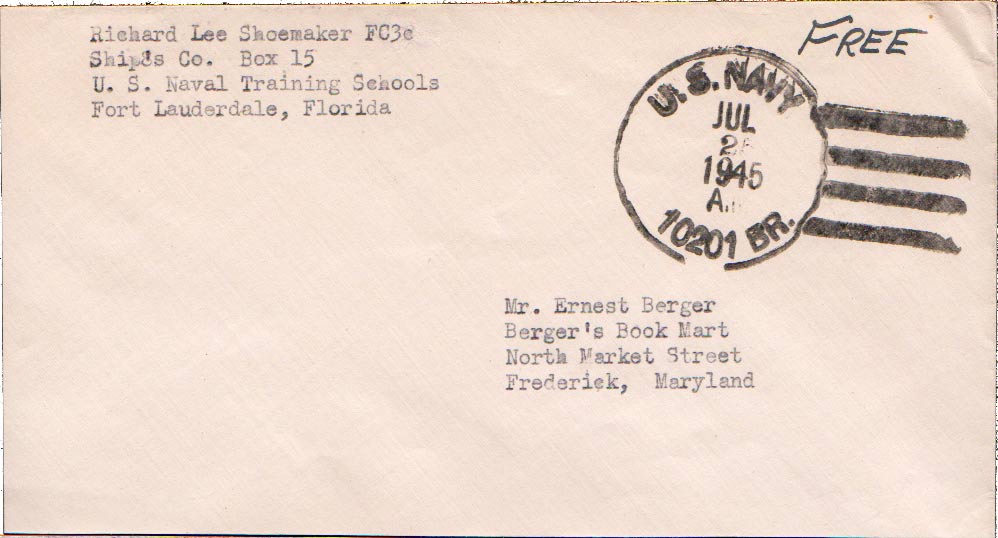 Richard Lee Shoemaker FC3c
Ship's Co. Box 15
U. S. Naval Training Schools
Fort Lauderdale, Florida
FREE
U.S. NAVY
JUL
1945
10201 BR.
Mr. Ernest Berger
Berger's Book Mart
North Market Street
Frederick, Maryland